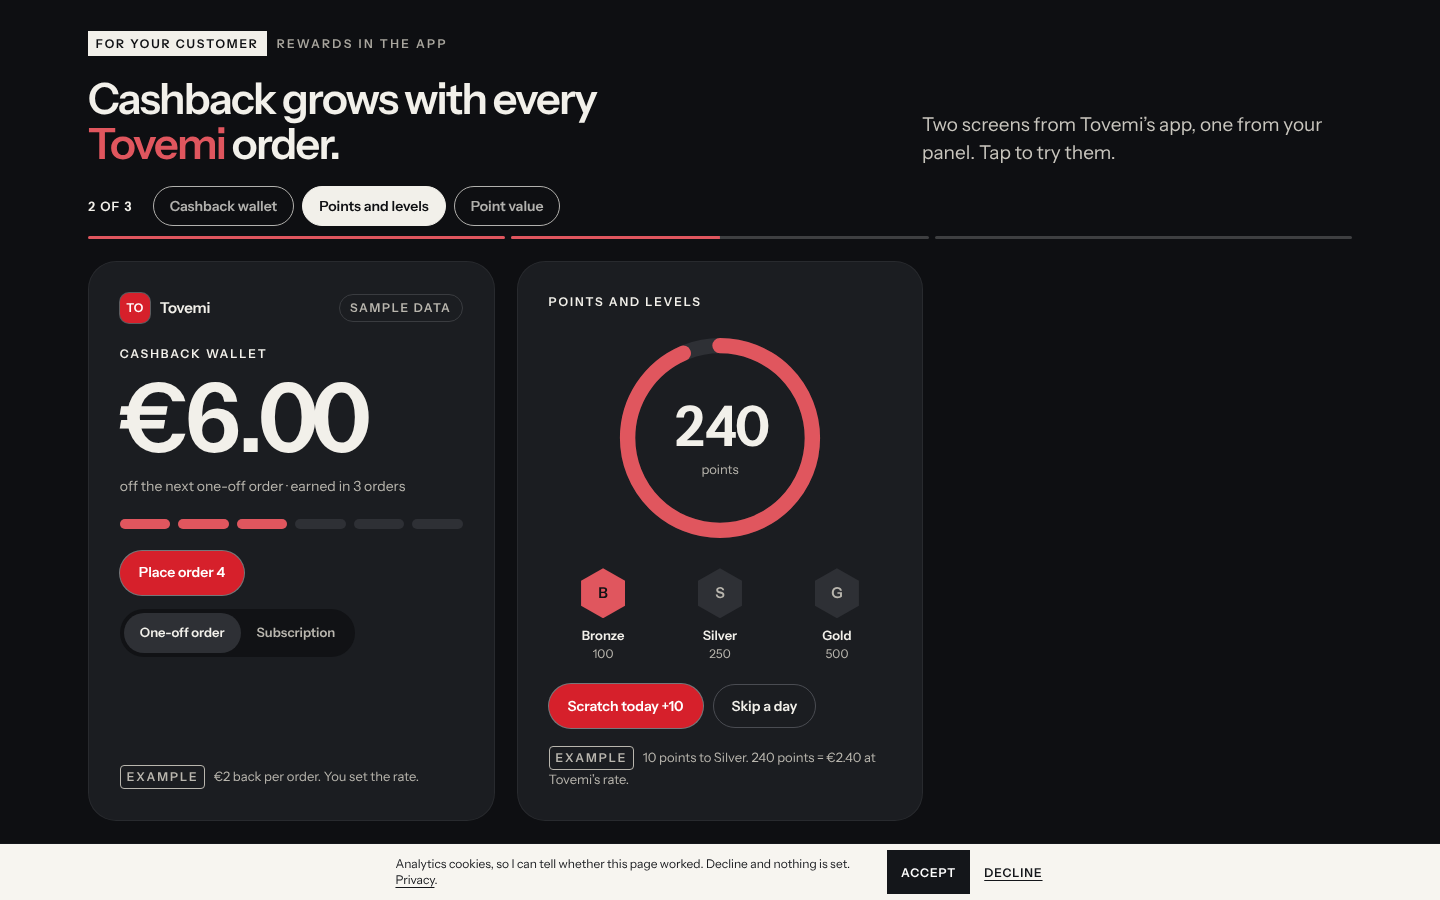 FOR YOUR CUSTOMER REWARDS IN THE APP
Cashback grows with every
Tovemi order.
Two screens from Tovemi’s app, one from your
panel. Tap to try them.
2 OF 3 Cashback wallet Points and levels Point value
TO Tovemi SAMPLE DATA
CASHBACK WALLET
€6.00
off the next one-off order · earned in 3 orders
Place order 4
One-off order Subscription
EXAMPLE €2 back per order. You set the rate.
POINTS AND LEVELS
240
points
B S G
Bronze Silver Gold
100 250 500
Scratch today +10 Skip a day
EXAMPLE 10 points to Silver. 240 points = €2.40 at
Tovemi’s rate.
Analytics cookies, so I can tell whether this page worked. Decline and nothing is set.
Privacy.
ACCEPT DECLINE